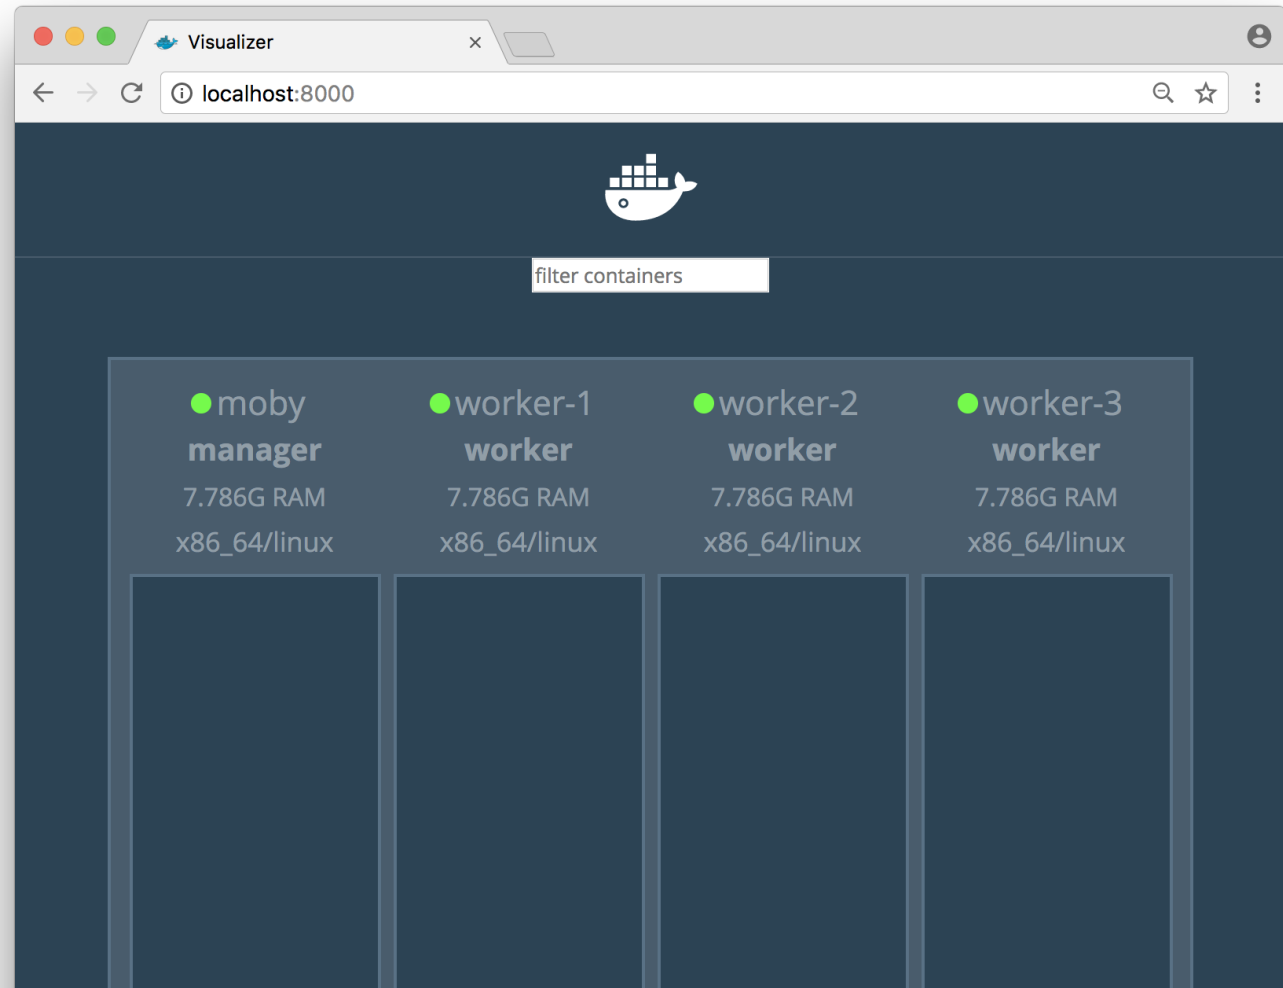 Visualizer
localhost:8000
filter containers
moby worker-1 worker-2 worker-3
manager worker worker worker
7.786G RAM 7.786G RAM 7.786G RAM 7.786G RAM
x86_64/linux x86_64/linux x86_64/linux x86_64/linux